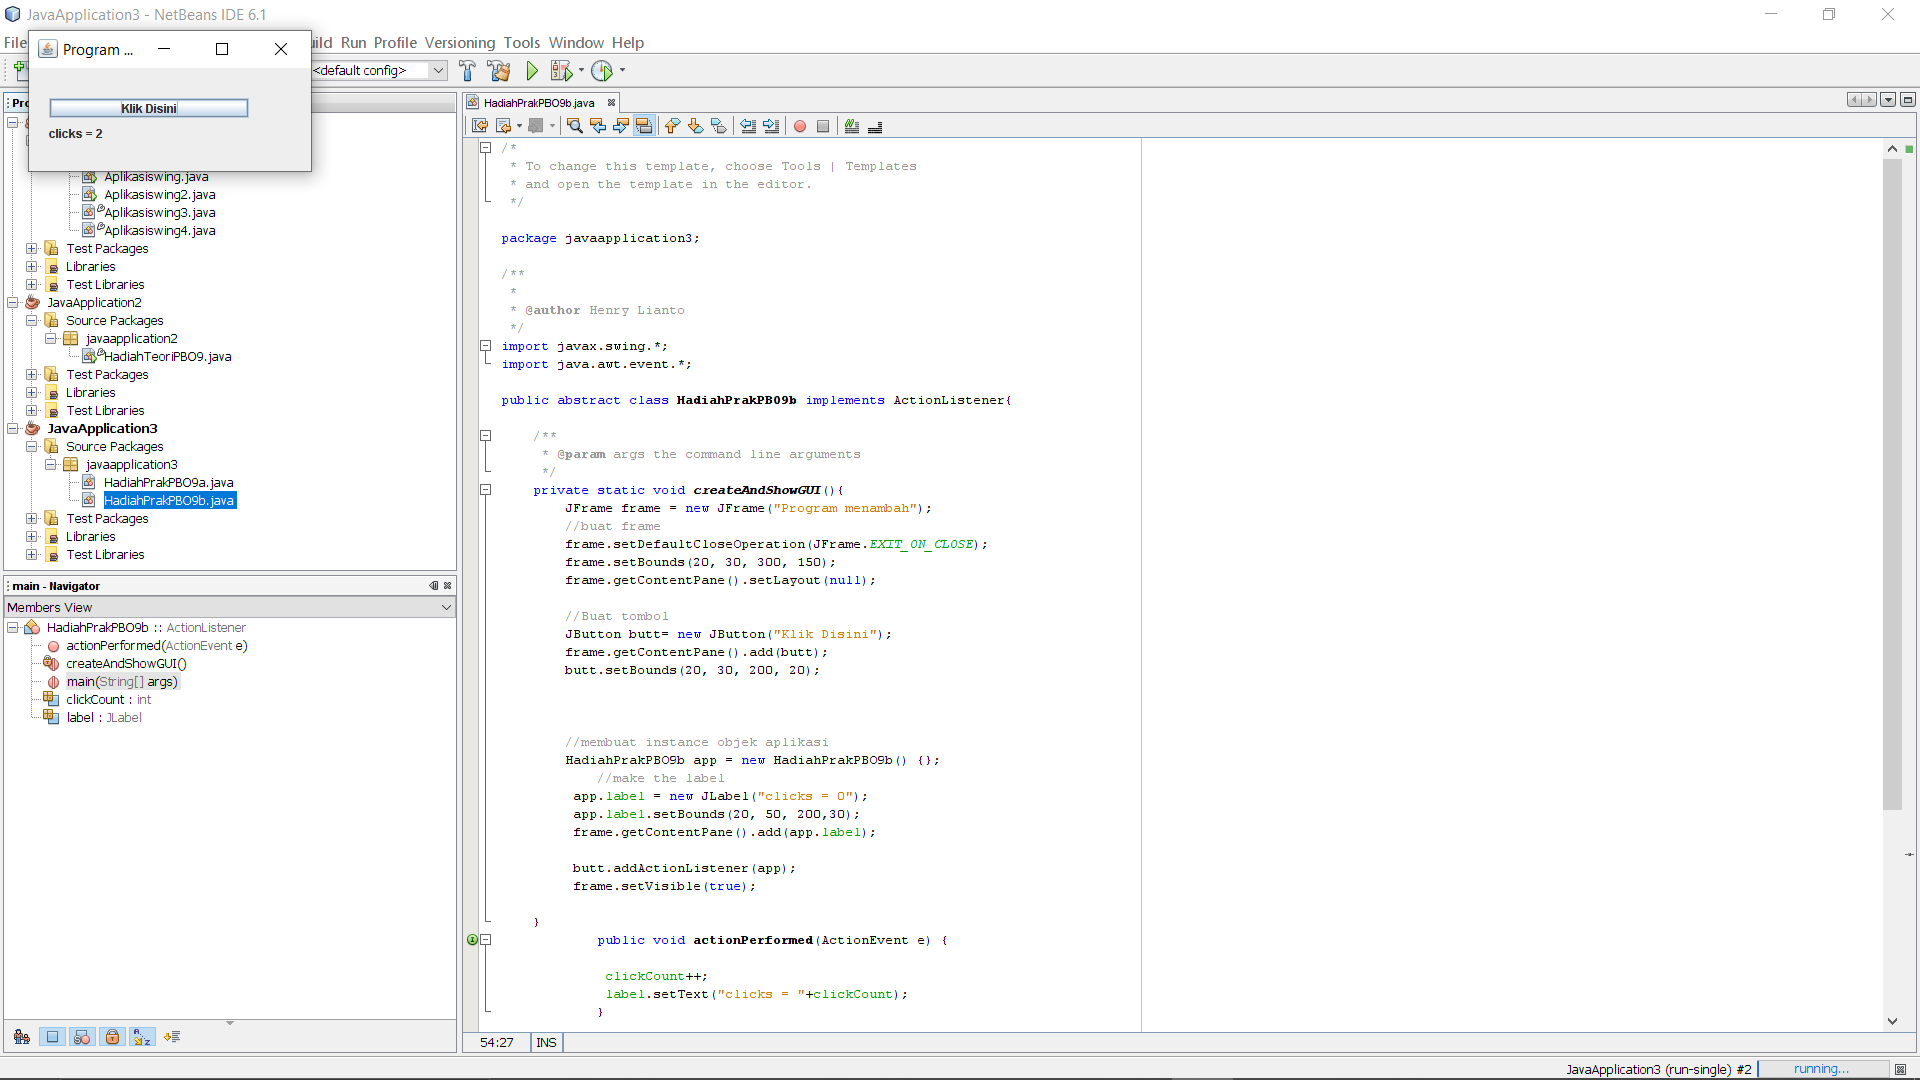 JavaApplication3 - NetBeans IDE 6.1
File
uild Run Profile Versioning Tools Window Help
Program ...
<default config>
Klik Disini
clicks = 2
Pro
Aplikasiswing.java
Aplikasiswing2.java
Aplikasiswing3.java
Aplikasiswing4.java
Test Packages
Libraries
Test Libraries
JavaApplication2
Source Packages
javaapplication2
HadiahTeoriPBO9.java
Test Packages
Libraries
Test Libraries
JavaApplication3
Source Packages
javaapplication3
HadiahPrakPBO9a.java
HadiahPrakPBO9b.java
Test Packages
Libraries
Test Libraries
main - Navigator
Members View
HadiahPrakPBO9b :: ActionListener
actionPerformed(ActionEvent e)
createAndShowGUI()
main(String[] args)
clickCount : int
label : JLabel
HadiahPrakPBO9b.java
/*
* To change this template, choose Tools | Templates
* and open the template in the editor.
*/
package javaapplication3;
/**
*
* @author Henry Lianto
*/
import javax.swing.*;
import java.awt.event.*;
public abstract class HadiahPrakPBO9b implements ActionListener{
/**
* @param args the command line arguments
*/
private static void createAndShowGUI(){
JFrame frame = new JFrame("Program menambah");
//buat frame
frame.setDefaultCloseOperation(JFrame.EXIT_ON_CLOSE);
frame.setBounds(20, 30, 300, 150);
frame.getContentPane().setLayout(null);
//Buat tombol
JButton butt= new JButton("Klik Disini");
frame.getContentPane().add(butt);
butt.setBounds(20, 30, 200, 20);
//membuat instance objek aplikasi
HadiahPrakPBO9b app = new HadiahPrakPBO9b() {};
//make the label
app.label = new JLabel("clicks = 0");
app.label.setBounds(20, 50, 200,30);
frame.getContentPane().add(app.label);
butt.addActionListener(app);
frame.setVisible(true);
}
public void actionPerformed(ActionEvent e) {
clickCount++;
label.setText("clicks = "+clickCount);
}
54:27 INS
JavaApplication3 (run-single) #2 running...